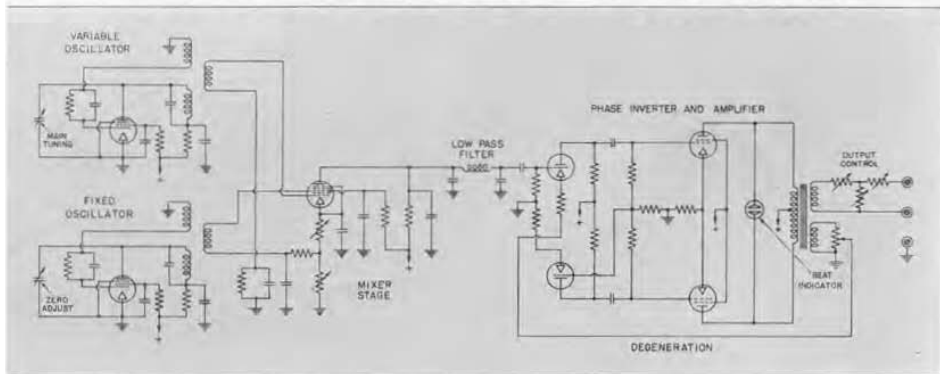 VARIABLE
OSCILLATOR
MAIN
TUNING
FIXED
OSCILLATOR
ZERO
ADJUST
MIXER
STAGE
LOW PASS
FILTER
PHASE INVERTER AND AMPLIFIER
OUTPUT
CONTROL
BEAT
INDICATOR
DEGENERATION